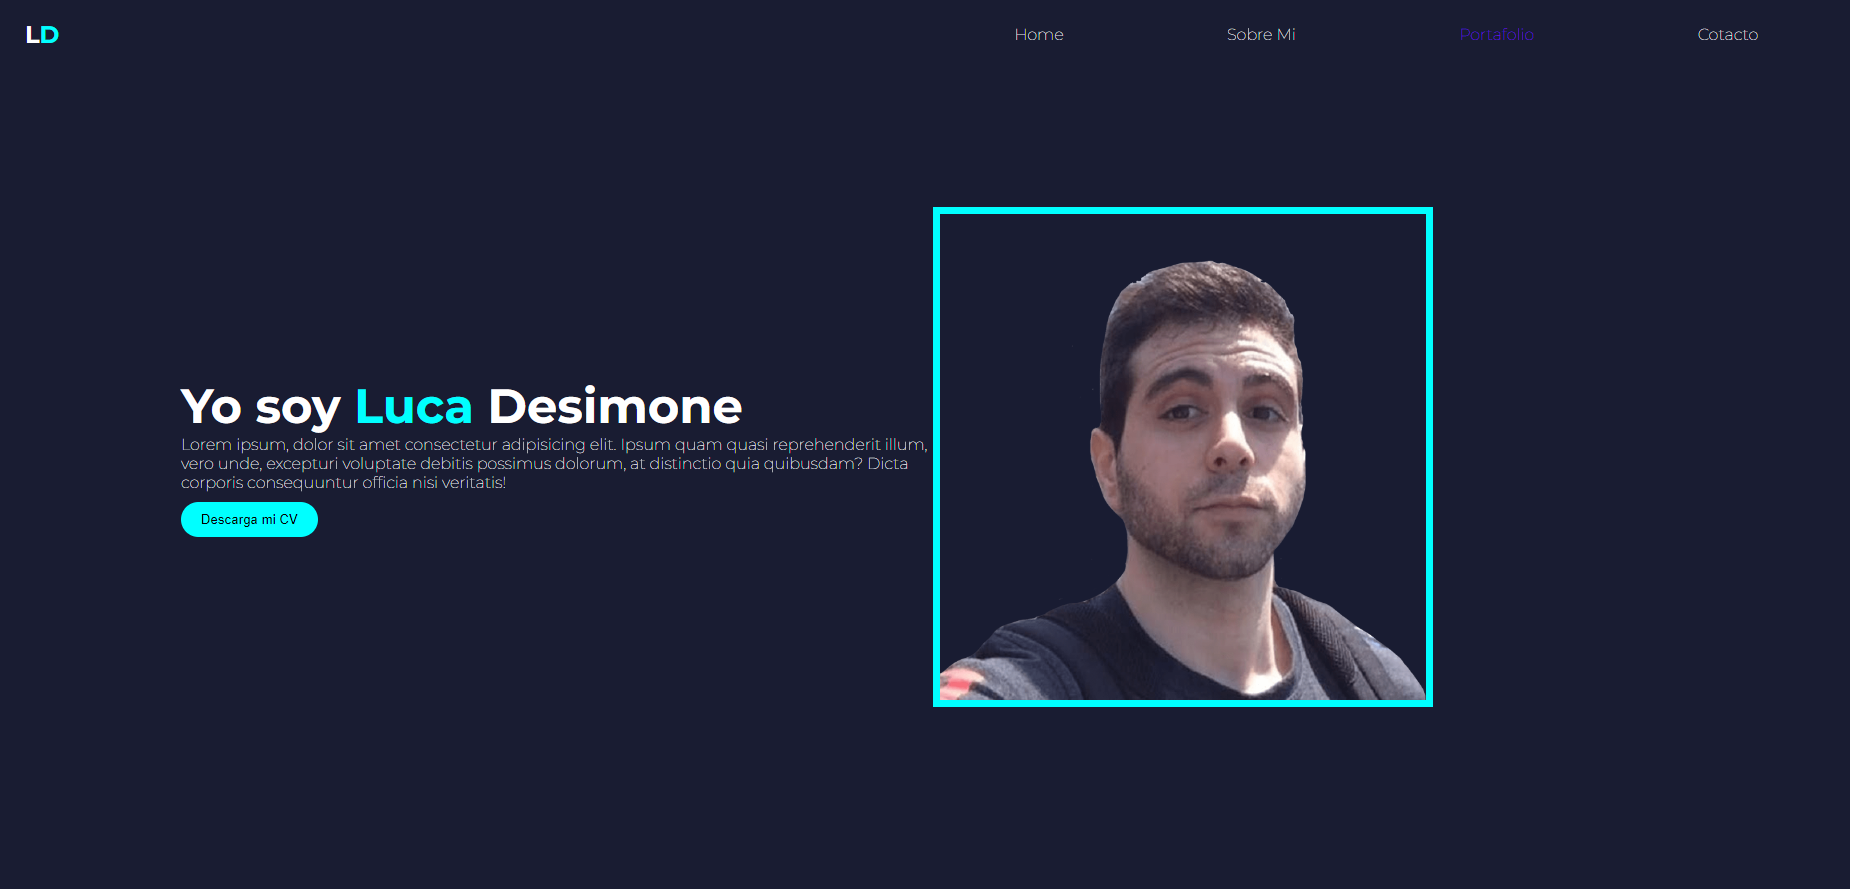 LD
Home Sobre Mi Portafolio Cotacto
Yo soy Luca Desimone
Lorem ipsum, dolor sit amet consectetur adipisicing elit. Ipsum quam quasi reprehenderit illum,
vero unde, excepturi voluptate debitis possimus dolorum, at distinctio quia quibusdam? Dicta
corporis consequuntur officia nisi veritatis!
Descarga mi CV